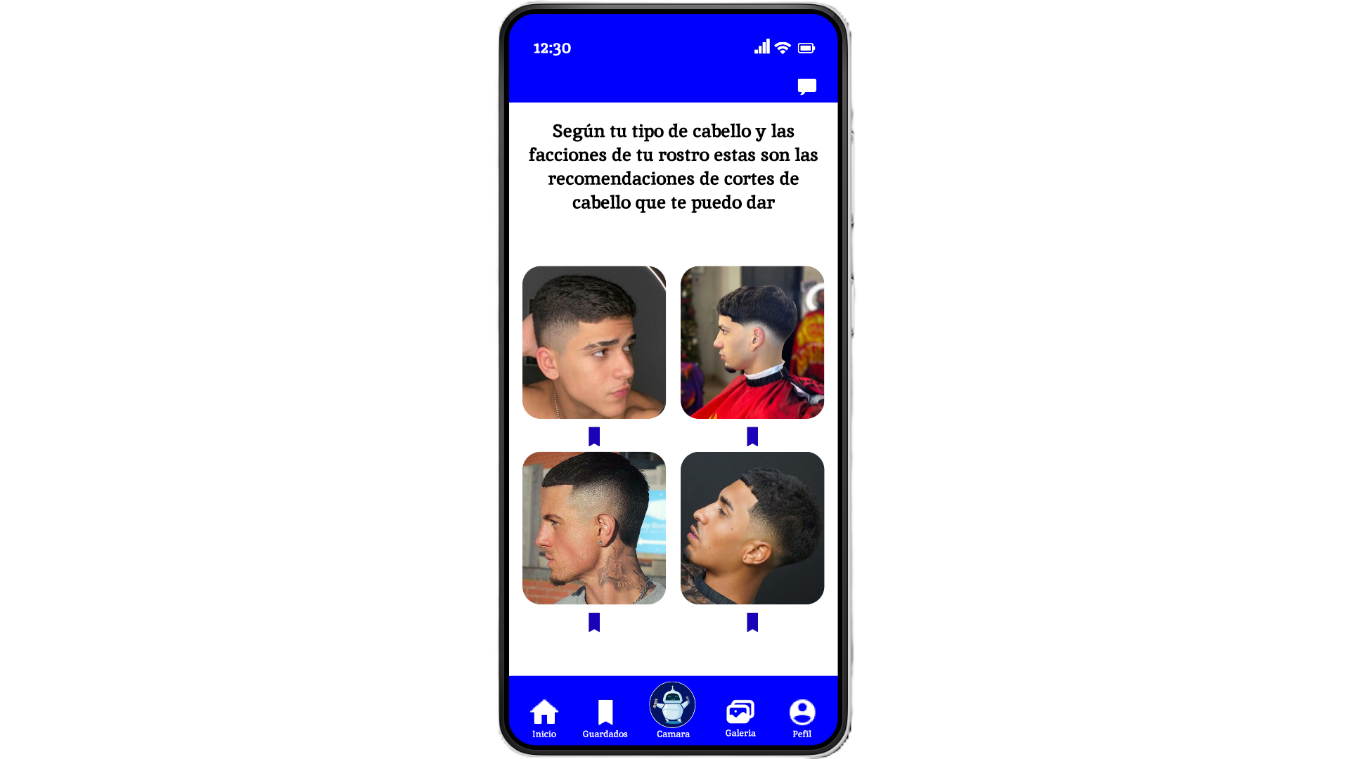 12:30
Según tu tipo de cabello y las
facciones de tu rostro estas son las
recomendaciones de cortes de
cabello que te puedo dar
Inicio
Guardados
Camara
Galeria
Pefil